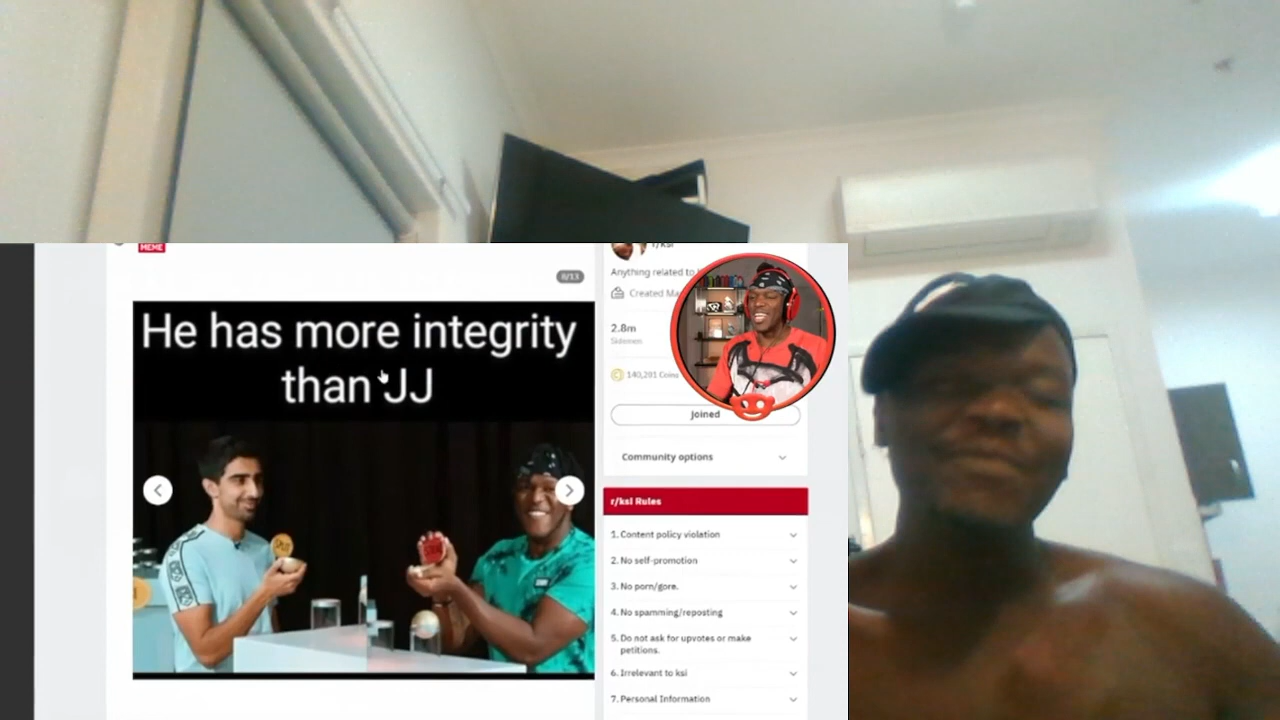 MEME
r/ksi
8/13
Anything related to
Created Ma
He has more integrity
than JJ
2.8m
Sidemen
140,201 Coins
Joined
Community options
r/ksi Rules
1. Content policy violation
2. No self-promotion
3. No porn/gore.
4. No spamming/reposting
5. Do not ask for upvotes or make
petitions.
6. Irrelevant to ksi
7. Personal Information